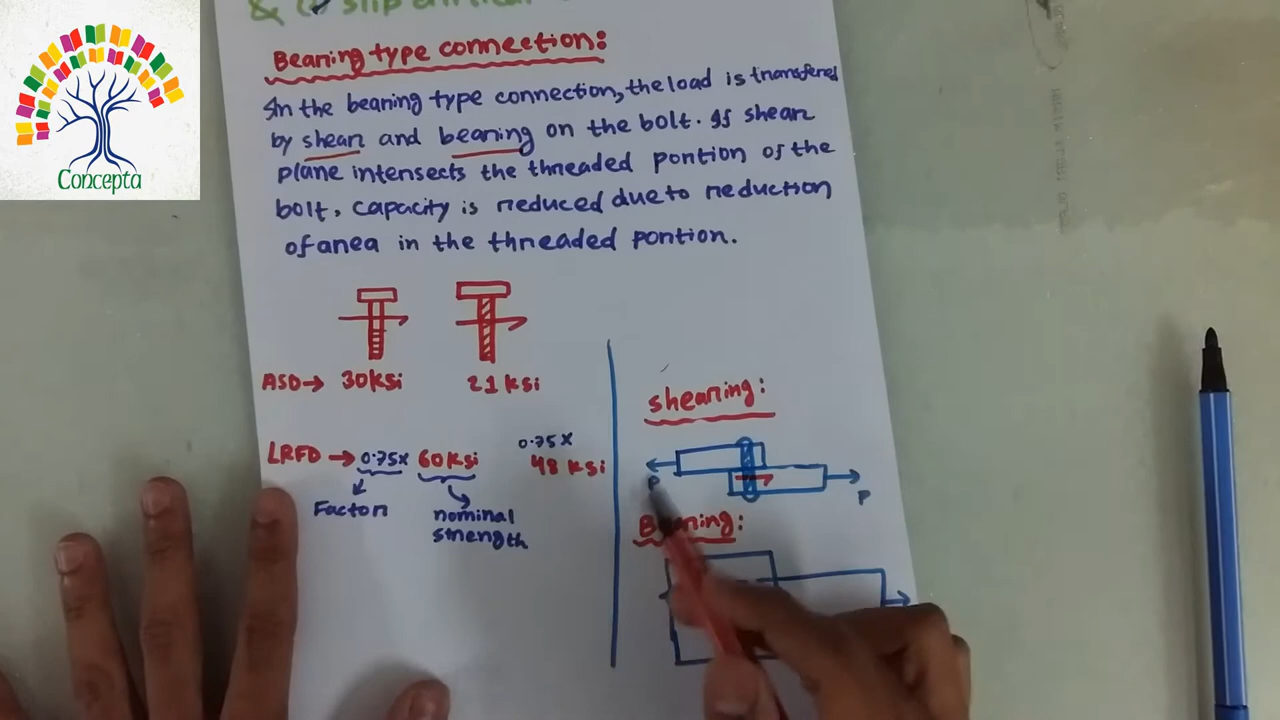 Concepta
Bearing type connection:
In the bearing type connection, the load is transfered
by shear and bearing on the bolt. If shear
plane intersects the threaded portion of the
bolt, capacity is reduced due to reduction
of area in the threaded portion.
ASD→ 30ksi 21 ksi
LRFD → 0.75x 60ksi 0.75x 48 ksi
Factor
nominal
strength
shearing:
P P
Bearing: